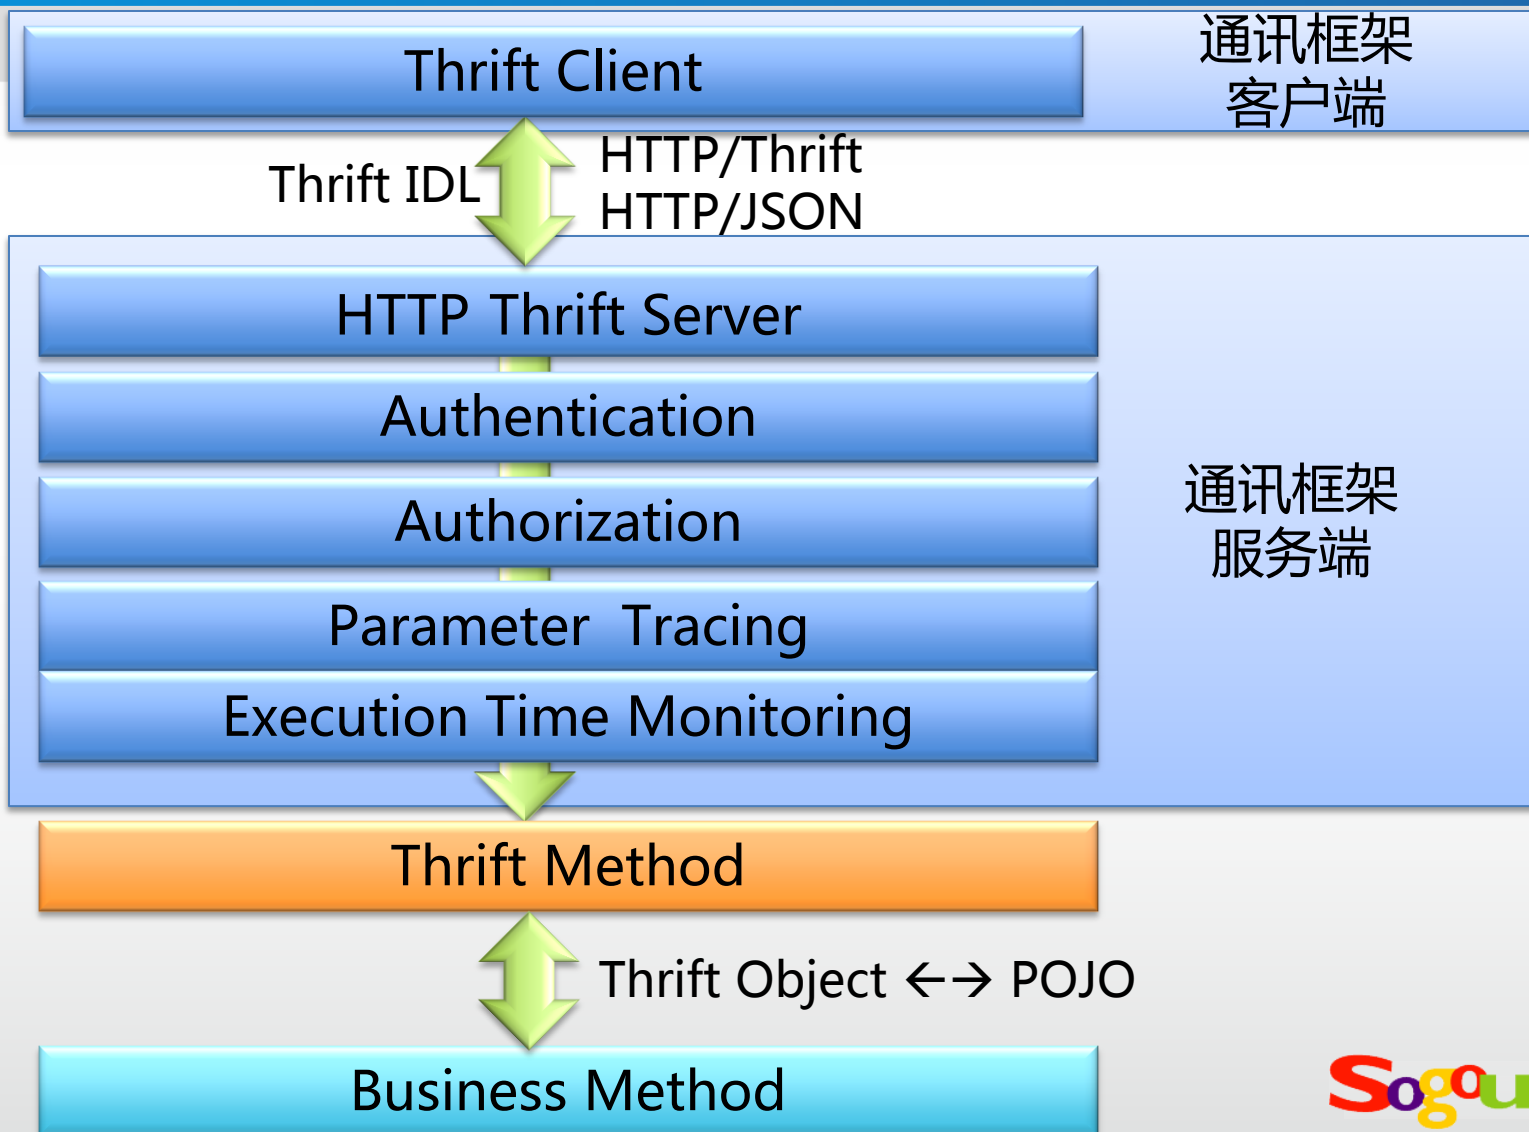 Thrift Client
通讯框架
客户端
Thrift IDL
HTTP/Thrift
HTTP/JSON
HTTP Thrift Server
Authentication
Authorization
Parameter  Tracing
Execution Time Monitoring
通讯框架
服务端
Thrift Method
Thrift Object ←→ POJO
Business Method
Sogou